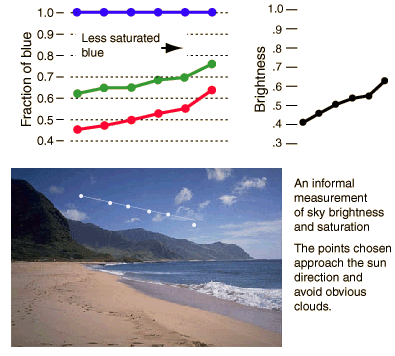 Fraction of blue
1.0
0.9
0.8
0.7
0.6
0.5
0.4
Less saturated
blue
Brightness
1.0
.9
.8
.7
.6
.5
.4
.3
An informal
measurement
of sky brightness
and saturation
The points chosen
approach the sun
direction and
avoid obvious
clouds.